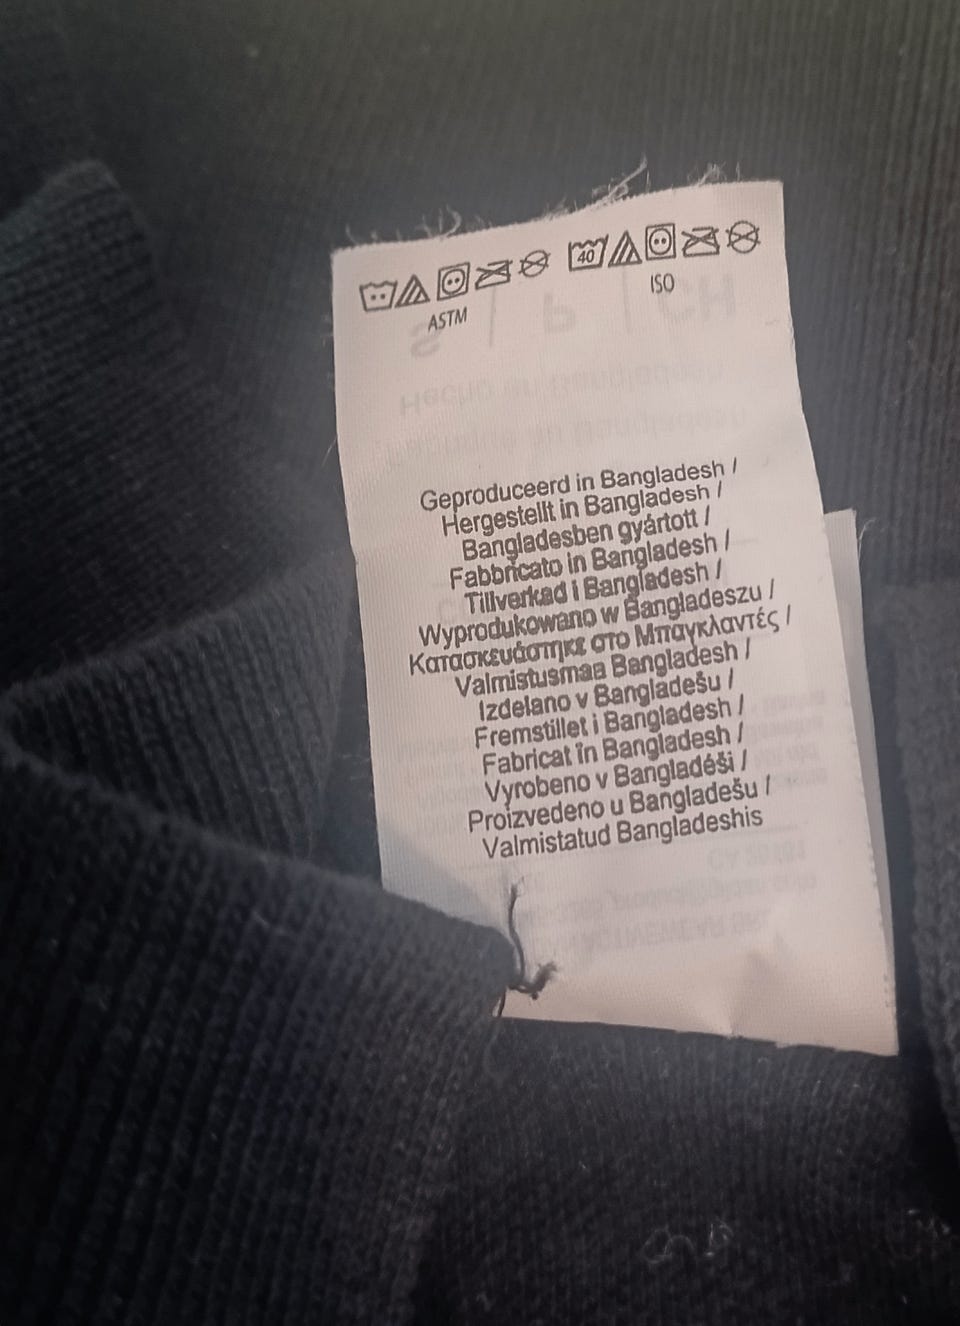 40
ASTM
ISO
Geproduceerd in Bangladesh /
Hergestellt in Bangladesh /
Bangladesben gyártott /
Fabbricato in Bangladesh /
Tillverkad i Bangladesh /
Wyprodukowano w Bangladeszu /
Κατασκευάστηκε στο Μπαγκλαντές /
Valmistusmaa Bangladesh /
Izdelano v Bangladešu /
Fremstillet i Bangladesh /
Fabricat în Bangladesh /
Vyrobeno v Bangladéši /
Proizvedeno u Bangladešu /
Valmistatud Bangladeshis